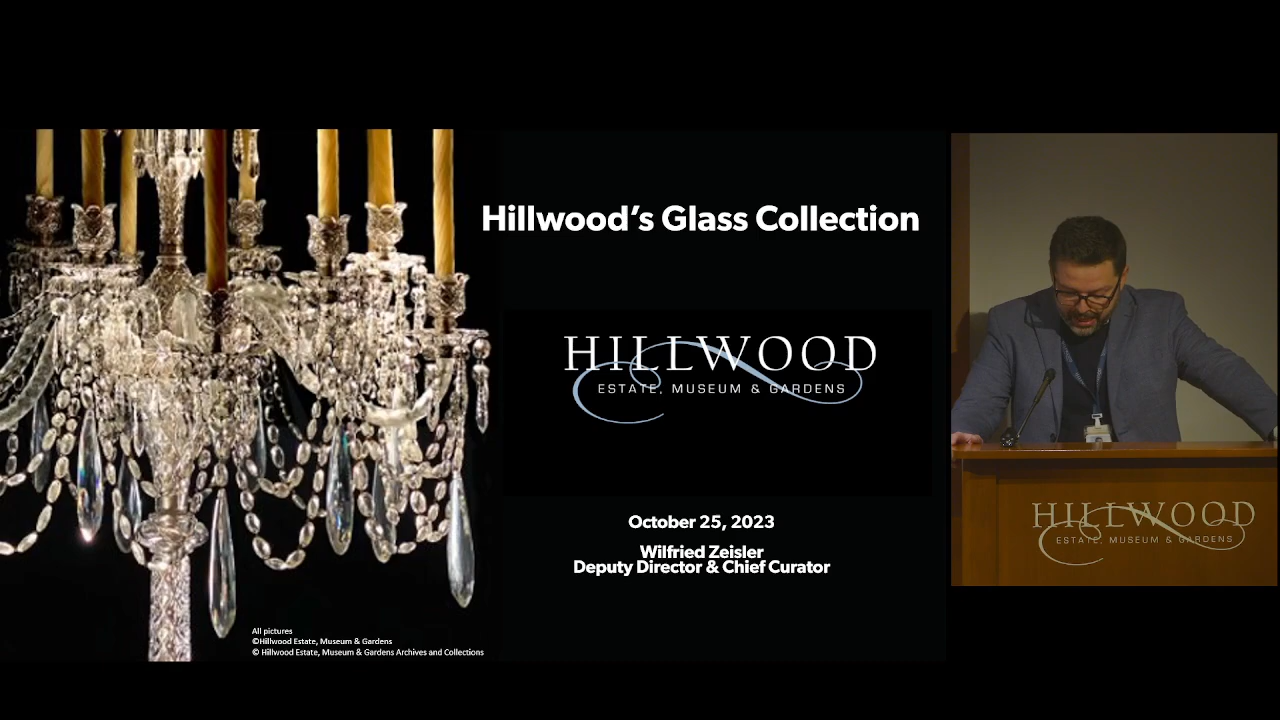 Hillwood’s Glass Collection
HILLWOOD
ESTATE, MUSEUM & GARDENS
October 25, 2023
Wilfried Zeisler
Deputy Director & Chief Curator
All pictures
©Hillwood Estate, Museum & Gardens
© Hillwood Estate, Museum & Gardens Archives and Collections
HILLWOOD
ESTATE, MUSEUM & GARDENS